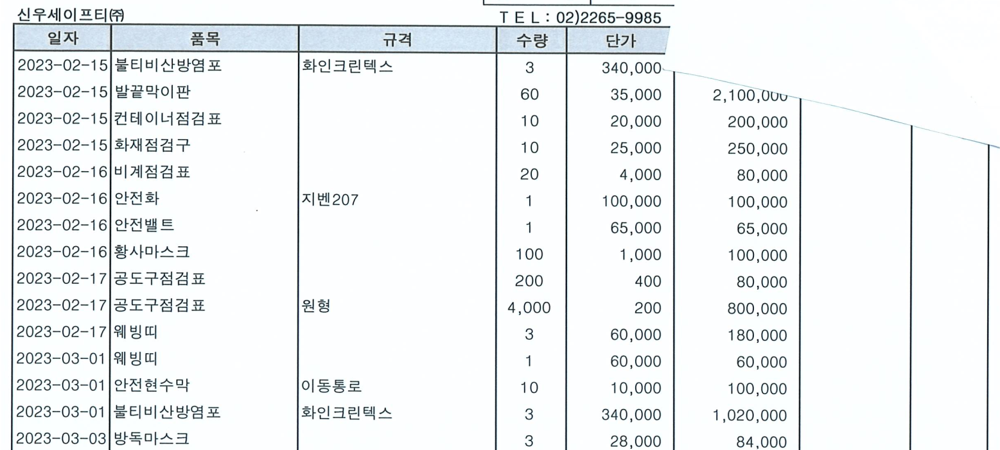 신우세이프티㈜ T E L : 02)2265-9985
일자 품목 규격 수량 단가
2023-02-15 불티비산방염포 화인크린텍스 3 340,000
2023-02-15 발끝막이판 60 35,000 2,100,000
2023-02-15 컨테이너점검표 10 20,000 200,000
2023-02-15 화재점검구 10 25,000 250,000
2023-02-16 비계점검표 20 4,000 80,000
2023-02-16 안전화 지벤207 1 100,000 100,000
2023-02-16 안전밸트 1 65,000 65,000
2023-02-16 황사마스크 100 1,000 100,000
2023-02-17 공도구점검표 200 400 80,000
2023-02-17 공도구점검표 원형 4,000 200 800,000
2023-02-17 웨빙띠 3 60,000 180,000
2023-03-01 웨빙띠 1 60,000 60,000
2023-03-01 안전현수막 이동통로 10 10,000 100,000
2023-03-01 불티비산방염포 화인크린텍스 3 340,000 1,020,000
2023-03-03 방독마스크 3 28,000 84,000